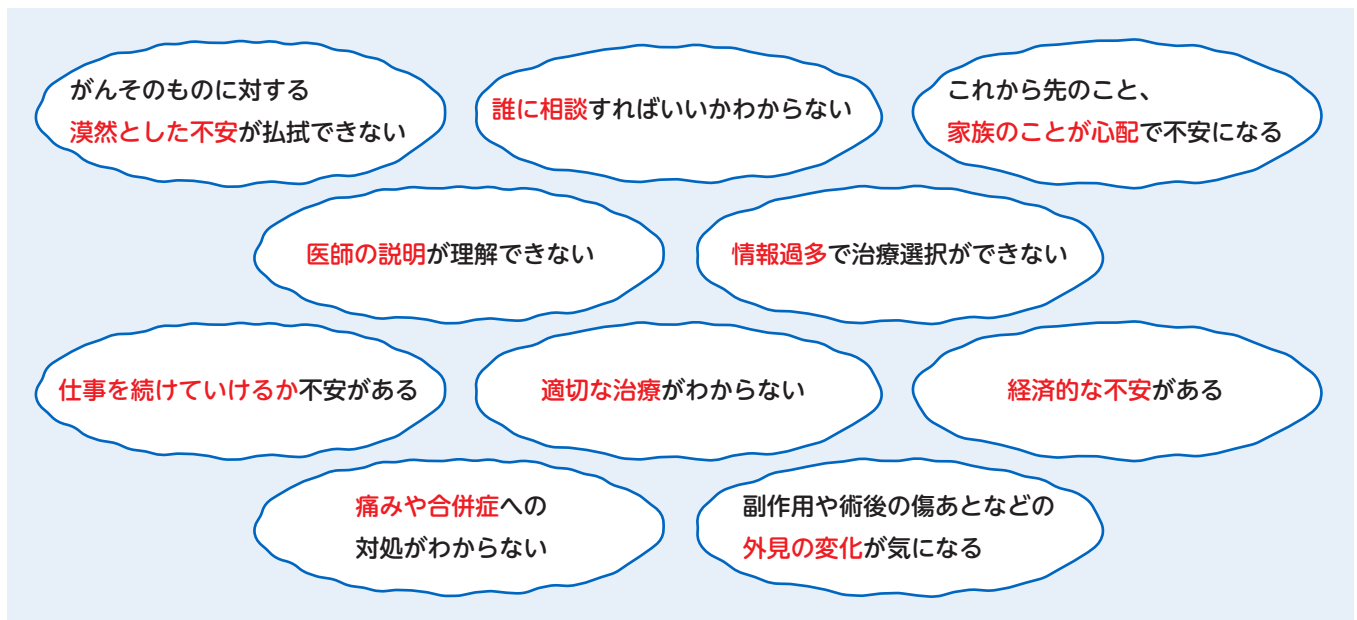 がんそのものに対する
漠然とした不安が払拭できない
誰に相談すればいいかわからない
これから先のこと、
家族のことが心配で不安になる
医師の説明が理解できない
情報過多で治療選択ができない
仕事を続けていけるか不安がある
適切な治療がわからない
経済的な不安がある
痛みや合併症への
対処がわからない
副作用や術後の傷あとなどの
外見の変化が気になる